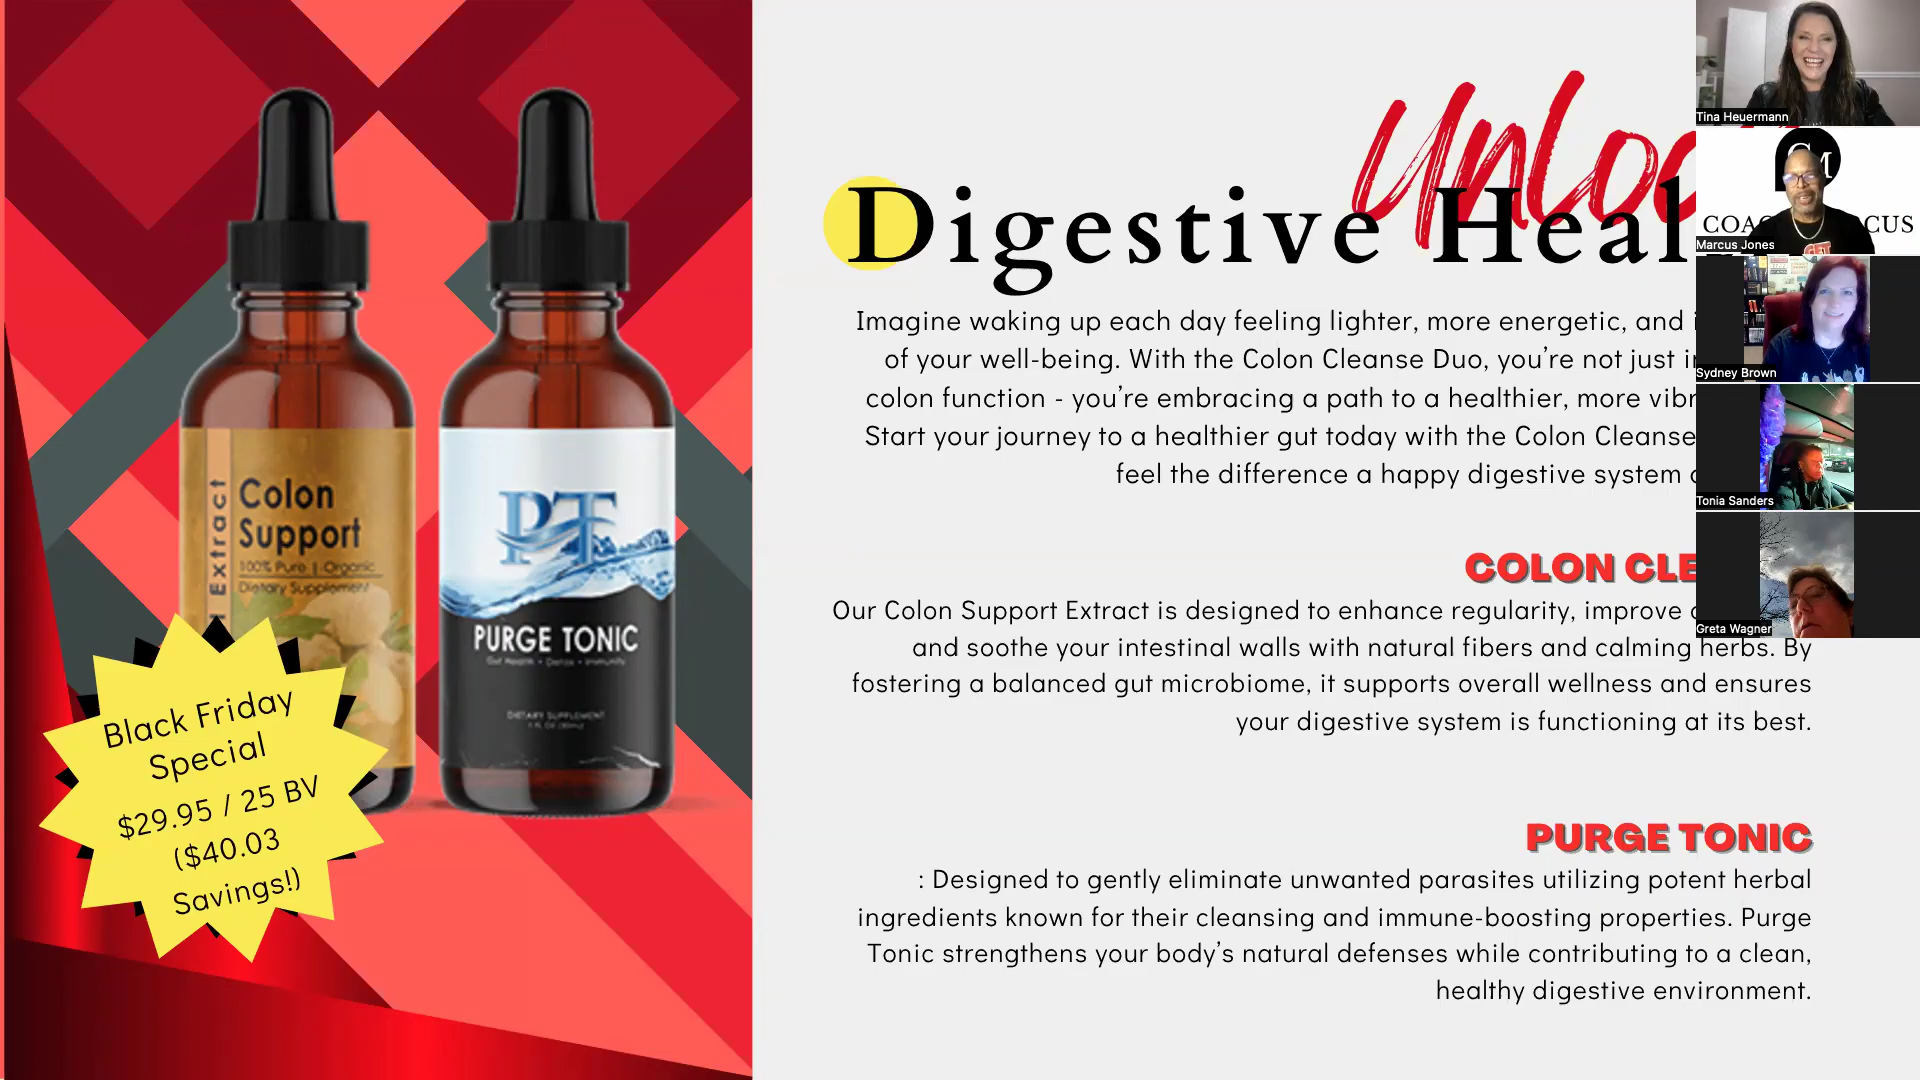 Unloc
Digestive Heal
Imagine waking up each day feeling lighter, more energetic, and i
of your well-being. With the Colon Cleanse Duo, you're not just i
colon function - you're embracing a path to a healthier, more vibr
Start your journey to a healthier gut today with the Colon Cleanse
feel the difference a happy digestive system
COLON CLE
Our Colon Support Extract is designed to enhance regularity, improve
and soothe your intestinal walls with natural fibers and calming herbs. By
fostering a balanced gut microbiome, it supports overall wellness and ensures
your digestive system is functioning at its best.
PURGE TONIC
: Designed to gently eliminate unwanted parasites utilizing potent herbal
ingredients known for their cleansing and immune-boosting properties. Purge
Tonic strengthens your body's natural defenses while contributing to a clean,
healthy digestive environment.
Extract
Colon
Support
100% Pure | Organic
Dietary Supplement
PT
PURGE TONIC
Gut Health • Detox • Immunity
DIETARY SUPPLEMENT
Black Friday
Special
$29.95 / 25 BV
($40.03
Savings!)
Tina Heuermann
COA CUS
Marcus Jones
Sydney Brown
Tonia Sanders
Greta Wagner